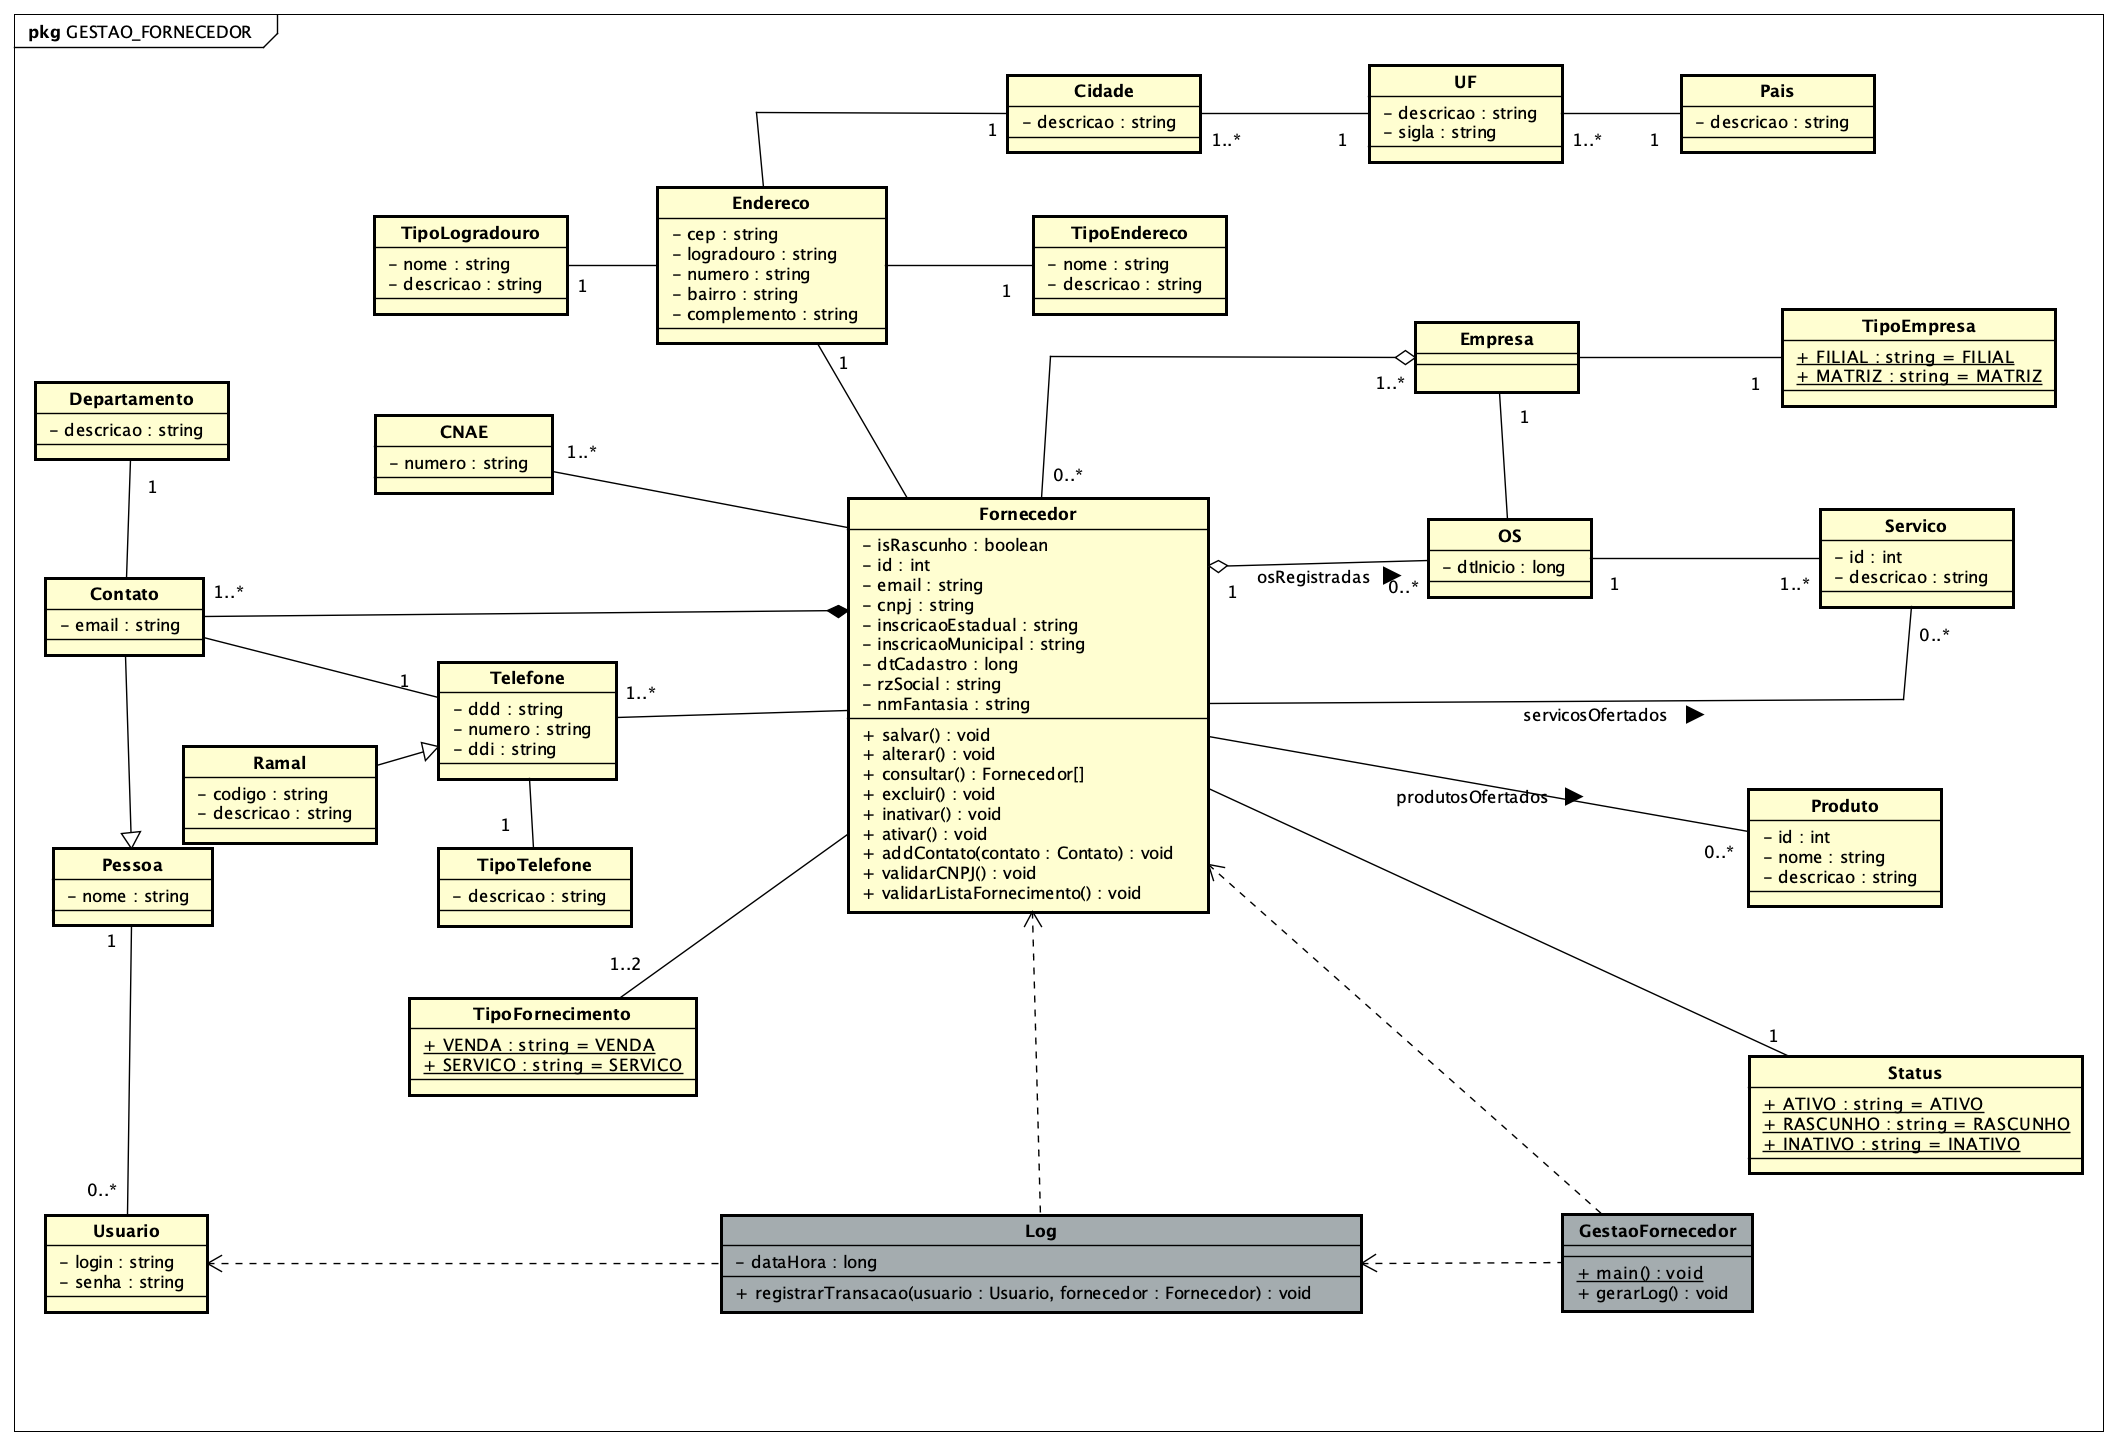 pkg GESTAO_FORNECEDOR
Cidade
- descricao : string
1
1..*
UF
- descricao : string
- sigla : string
1
1..*
Pais
- descricao : string
1
Endereco
- cep : string
- logradouro : string
- numero : string
- bairro : string
- complemento : string
1
TipoLogradouro
- nome : string
- descricao : string
1
TipoEndereco
- nome : string
- descricao : string
1
Empresa
1..*
1
0..*
TipoEmpresa
+ FILIAL : string = FILIAL
+ MATRIZ : string = MATRIZ
1
Departamento
- descricao : string
1
CNAE
- numero : string
1..*
Fornecedor
- isRascunho : boolean
- id : int
- email : string
- cnpj : string
- inscricaoEstadual : string
- inscricaoMunicipal : string
- dtCadastro : long
- rzSocial : string
- nmFantasia : string
+ salvar() : void
+ alterar() : void
+ consultar() : Fornecedor[]
+ excluir() : void
+ inativar() : void
+ ativar() : void
+ addContato(contato : Contato) : void
+ validarCNPJ() : void
+ validarListaFornecimento() : void
OS
- dtInicio : long
osRegistradas
1
0..*
1
1..*
Servico
- id : int
- descricao : string
0..*
servicosOfertados
Contato
- email : string
1..*
1
Telefone
- ddd : string
- numero : string
- ddi : string
1..*
Ramal
- codigo : string
- descricao : string
1
TipoTelefone
- descricao : string
Pessoa
- nome : string
1
produtosOfertados
0..*
Produto
- id : int
- nome : string
- descricao : string
1..2
TipoFornecimento
+ VENDA : string = VENDA
+ SERVICO : string = SERVICO
1
Status
+ ATIVO : string = ATIVO
+ RASCUNHO : string = RASCUNHO
+ INATIVO : string = INATIVO
0..*
Usuario
- login : string
- senha : string
Log
- dataHora : long
+ registrarTransacao(usuario : Usuario, fornecedor : Fornecedor) : void
GestaoFornecedor
+ main() : void
+ gerarLog() : void